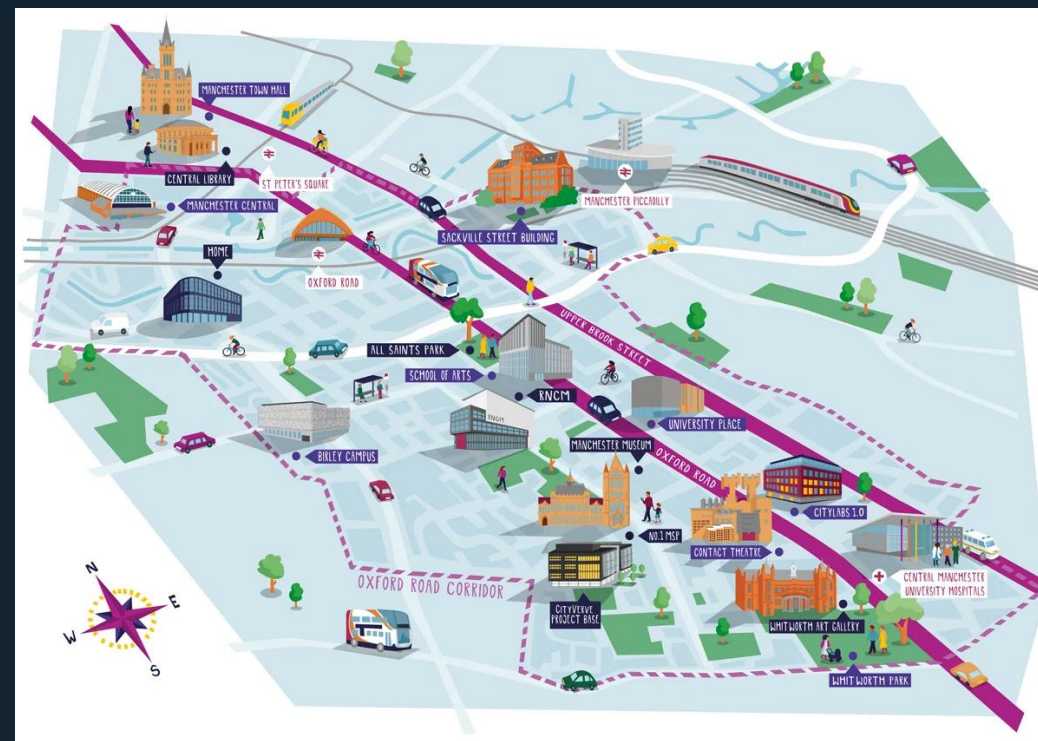 MANCHESTER TOWN HALL
CENTRAL LIBRARY
ST PETER'S SQUARE
MANCHESTER CENTRAL
MANCHESTER PICCADILLY
SACKVILLE STREET BUILDING
HOME
OXFORD ROAD
UPPER BROOK STREET
ALL SAINTS PARK
SCHOOL OF ARTS
RNCM
RNCM
UNIVERSITY PLACE
MANCHESTER MUSEUM
OXFORD ROAD
BIRLEY CAMPUS
CITYLABS 1.0
NO.1 MSP
CONTACT THEATRE
OXFORD ROAD CORRIDOR
CITYVERVE
PROJECT BASE
CENTRAL MANCHESTER
UNIVERSITY HOSPITALS
WHITWORTH ART GALLERY
WHITWORTH PARK
N
E
W
S